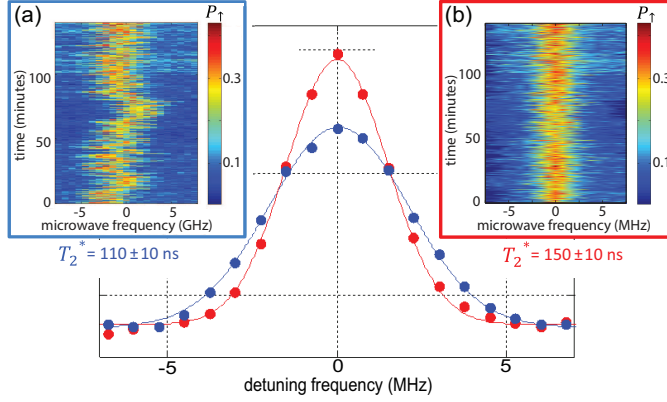 (a)
P↑
100
50
0
time (minutes)
0.3
0.1
-5
0
5
microwave frequency (GHz)
T2* = 110±10 ns
(b)
P↑
100
50
0
time (minutes)
0.3
0.1
-5
0
5
microwave frequency (MHz)
T2* = 150±10 ns
-5
0
5
detuning frequency (MHz)